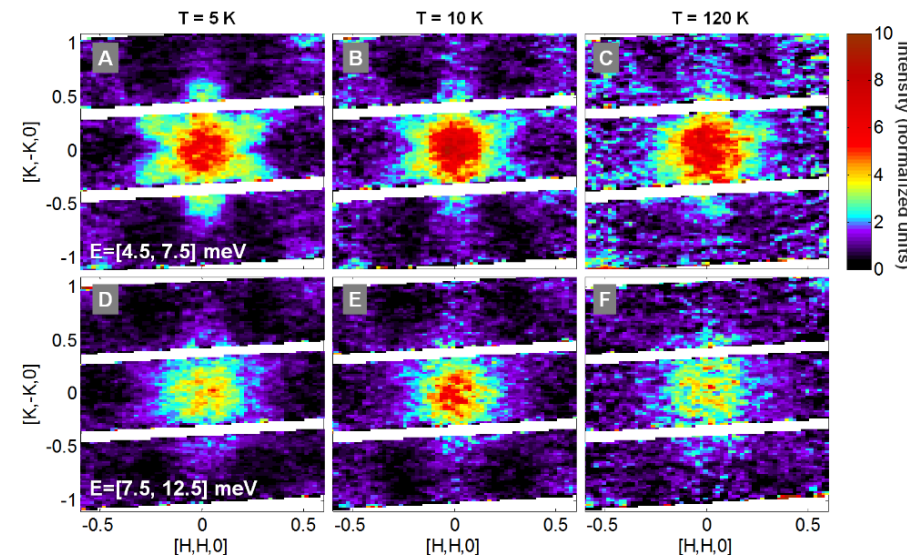 T = 5 K
T = 10 K
T = 120 K
A
B
C
1
0.5
0
-0.5
-1
[K,-K,0]
E=[4.5, 7.5] meV
10
8
6
4
2
0
Intensity (normalized units)
D
E
F
1
0.5
0
-0.5
-1
[K,-K,0]
E=[7.5, 12.5] meV
-0.5 0 0.5
-0.5 0 0.5
-0.5 0 0.5
[H,H,0]
[H,H,0]
[H,H,0]